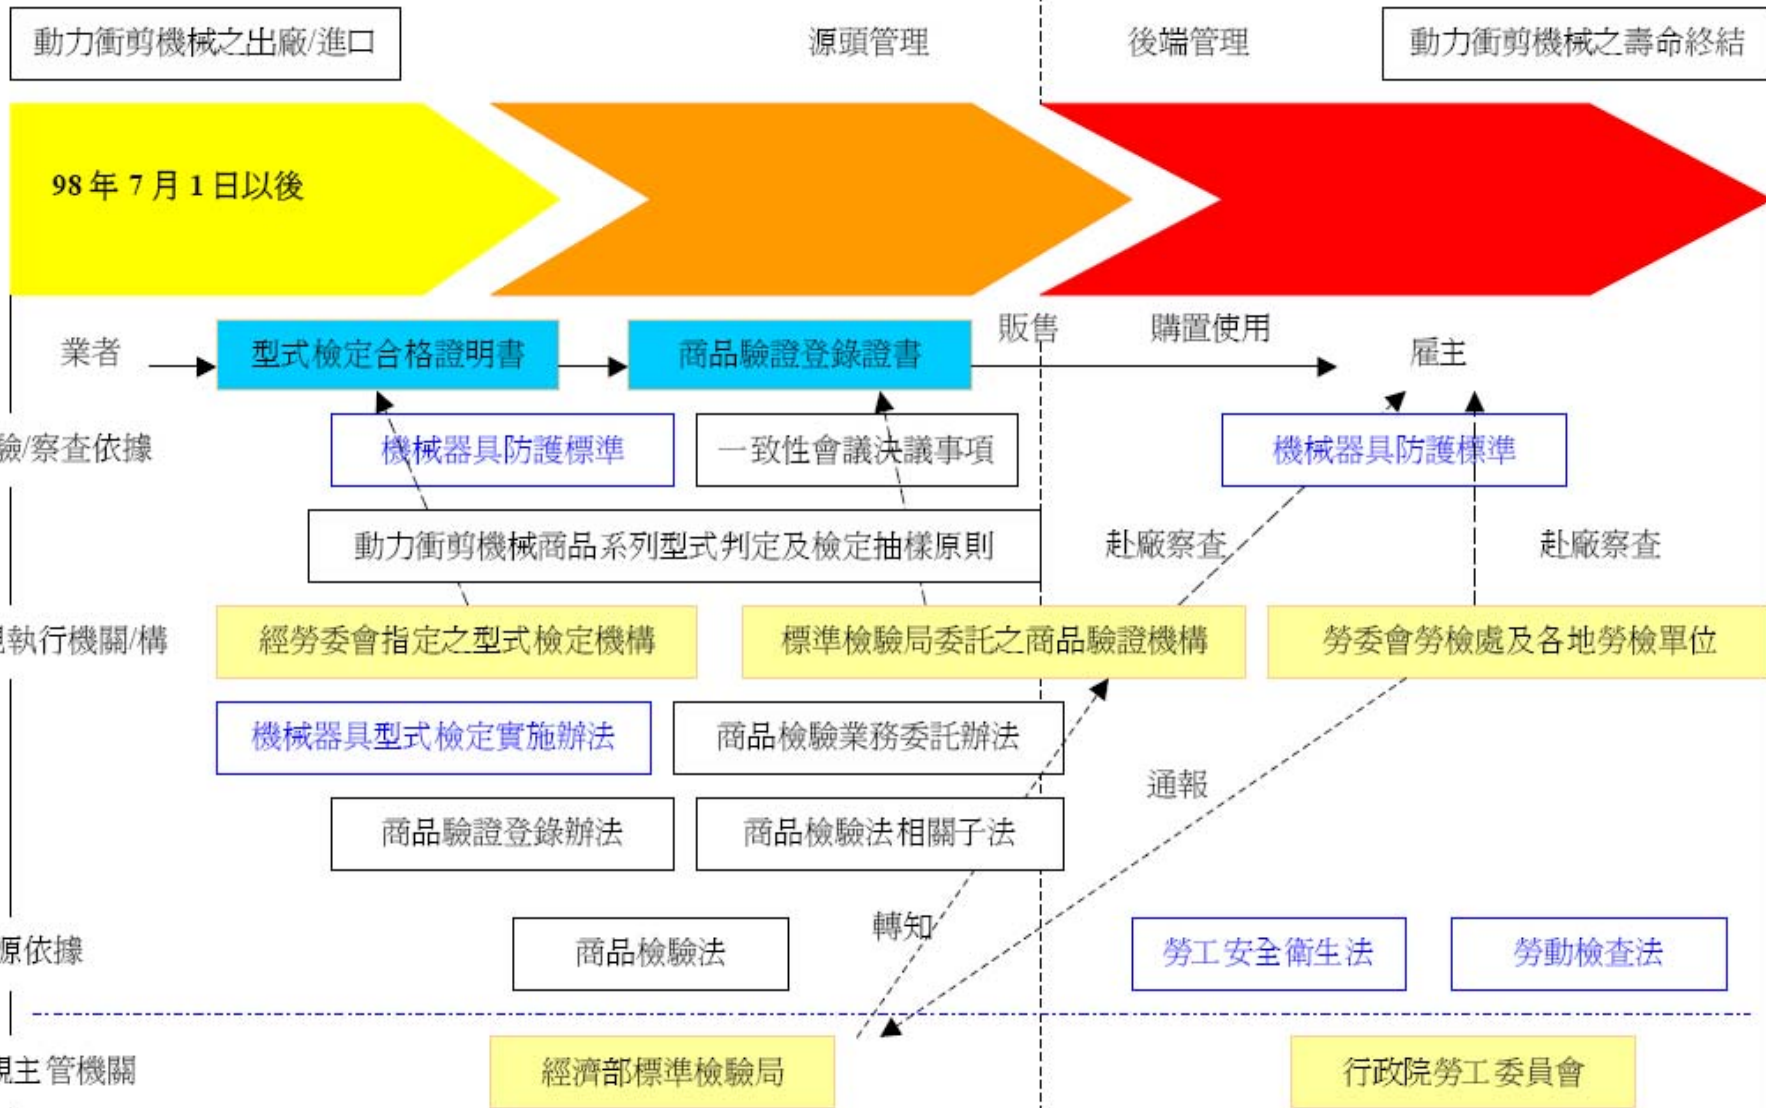 動力衝剪機械之出廠/進口
源頭管理
後端管理
動力衝剪機械之壽命終結
98 年 7 月 1 日以後
業者
型式檢定合格證明書
商品驗證登錄證書
販售
購置使用
雇主
驗/察查依據
機械器具防護標準
一致性會議決議事項
機械器具防護標準
動力衝剪機械商品系列型式判定及檢定抽樣原則
赴廠察查
赴廠察查
執行機關/構
經勞委會指定之型式檢定機構
標準檢驗局委託之商品驗證機構
勞委會勞檢處及各地勞檢單位
機械器具型式檢定實施辦法
商品檢驗業務委託辦法
通報
商品驗證登錄辦法
商品檢驗法相關子法
轉知
源依據
商品檢驗法
勞工安全衛生法
勞動檢查法
主管機關
經濟部標準檢驗局
行政院勞工委員會